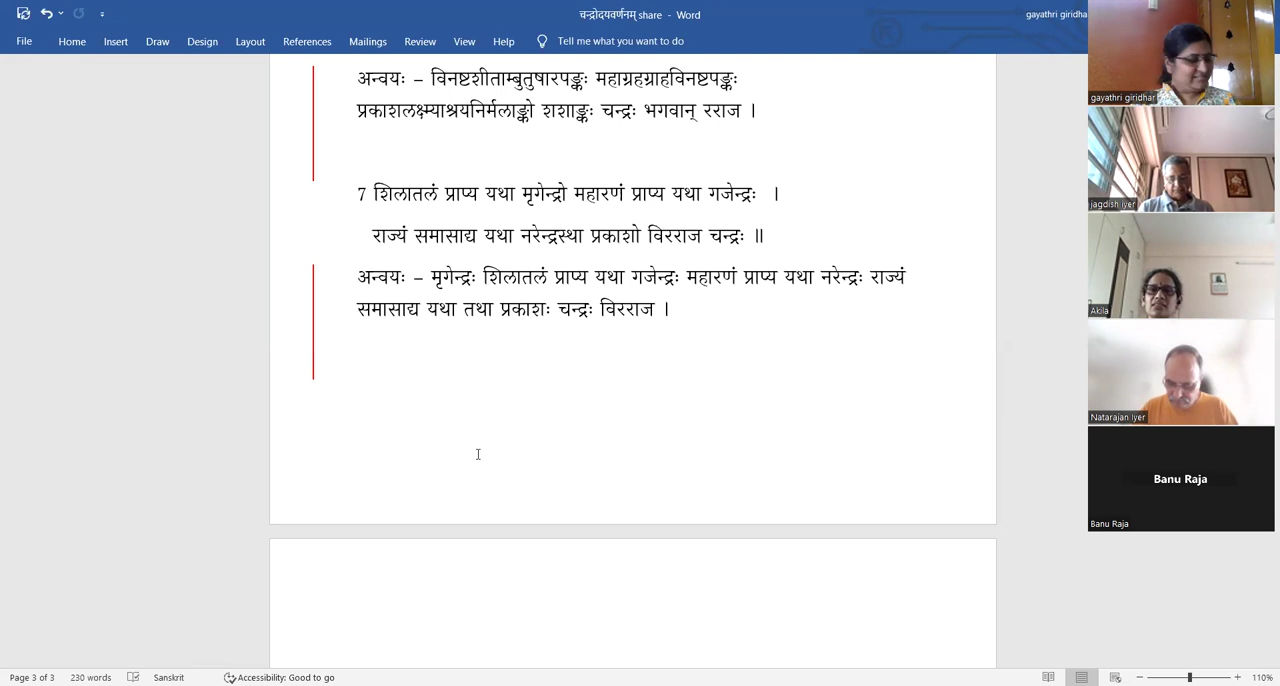 चन्द्रोदयवर्णनम् share - Word
gayathri giridha
File Home Insert Draw Design Layout References Mailings Review View Help Tell me what you want to do
अन्वयः – विनष्टशीताम्बुतुषारपङ्कः महाग्रहग्राहविनष्टपङ्कः
प्रकाशलक्ष्म्याश्रयनिर्मलाङ्को शशाङ्कः चन्द्रः भगवान् रराज ।
7 शिलातलं प्राप्य यथा मृगेन्द्रो महारणं प्राप्य यथा गजेन्द्रः ।
राज्यं समासाद्य यथा नरेन्द्रस्था प्रकाशो विरराज चन्द्रः ॥
अन्वयः – मृगेन्द्रः शिलातलं प्राप्य यथा गजेन्द्रः महारणं प्राप्य यथा नरेन्द्रः राज्यं
समासाद्य यथा तथा प्रकाशः चन्द्रः विरराज ।
gayathri giridhar
jagdish iyer
Akila
Natarajan Iyer
Banu Raja
Banu Raja
Page 3 of 3 230 words Sanskrit Accessibility: Good to go 110%